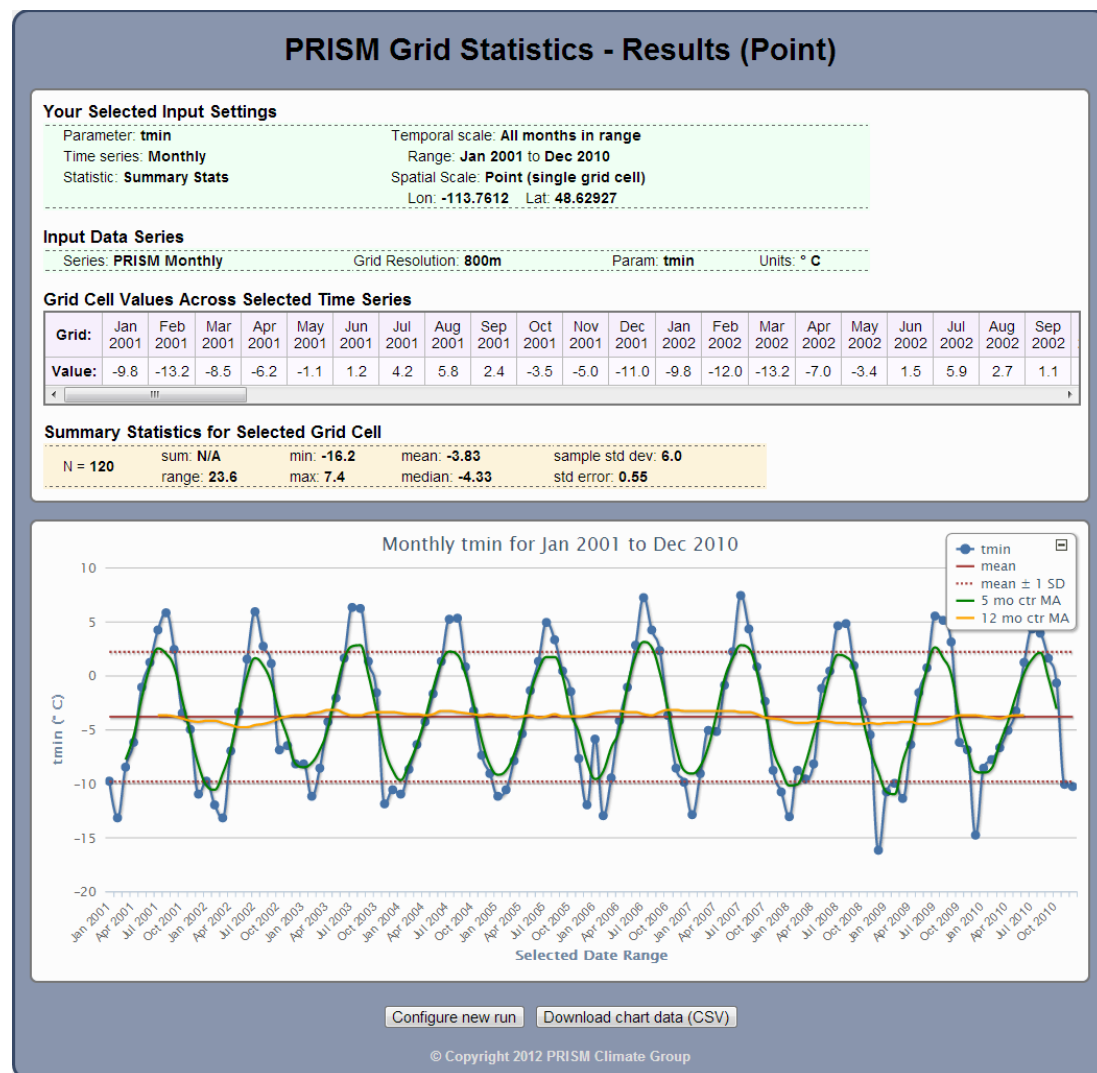 PRISM Grid Statistics - Results (Point)
Your Selected Input Settings
Parameter: tmin Temporal scale: All months in range
Time series: Monthly Range: Jan 2001 to Dec 2010
Statistic: Summary Stats Spatial Scale: Point (single grid cell)
Lon: -113.7612 Lat: 48.62927
Input Data Series
Series: PRISM Monthly Grid Resolution: 800m Param: tmin Units: ° C
Grid Cell Values Across Selected Time Series
Grid: Jan 2001 Feb 2001 Mar 2001 Apr 2001 May 2001 Jun 2001 Jul 2001 Aug 2001 Sep 2001 Oct 2001 Nov 2001 Dec 2001 Jan 2002 Feb 2002 Mar 2002 Apr 2002 May 2002 Jun 2002 Jul 2002 Aug 2002 Sep 2002
Value: -9.8 -13.2 -8.5 -6.2 -1.1 1.2 4.2 5.8 2.4 -3.5 -5.0 -11.0 -9.8 -12.0 -13.2 -7.0 -3.4 1.5 5.9 2.7 1.1
Summary Statistics for Selected Grid Cell
N = 120 sum: N/A min: -16.2 mean: -3.83 sample std dev: 6.0
range: 23.6 max: 7.4 median: -4.33 std error: 0.55
Monthly tmin for Jan 2001 to Dec 2010
tmin
mean
mean ± 1 SD
5 mo ctr MA
12 mo ctr MA
10
5
0
-5
-10
-15
-20
tmin (° C)
Jan 2001 Apr 2001 Jul 2001 Oct 2001 Jan 2002 Apr 2002 Jul 2002 Oct 2002 Jan 2003 Apr 2003 Jul 2003 Oct 2003 Jan 2004 Apr 2004 Jul 2004 Oct 2004 Jan 2005 Apr 2005 Jul 2005 Oct 2005 Jan 2006 Apr 2006 Jul 2006 Oct 2006 Jan 2007 Apr 2007 Jul 2007 Oct 2007 Jan 2008 Apr 2008 Jul 2008 Oct 2008 Jan 2009 Apr 2009 Jul 2009 Oct 2009 Jan 2010 Apr 2010 Jul 2010 Oct 2010
Selected Date Range
Configure new run Download chart data (CSV)
© Copyright 2012 PRISM Climate Group